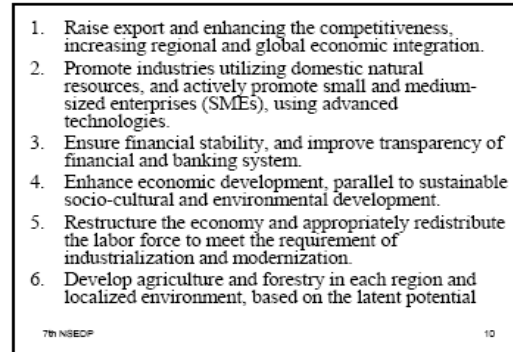 1. Raise export and enhancing the competitiveness,
increasing regional and global economic integration.
2. Promote industries utilizing domestic natural
resources, and actively promote small and medium-
sized enterprises (SMEs), using advanced
technologies.
3. Ensure financial stability, and improve transparency of
financial and banking system.
4. Enhance economic development, parallel to sustainable
socio-cultural and environmental development.
5. Restructure the economy and appropriately redistribute
the labor force to meet the requirement of
industrialization and modernization.
6. Develop agriculture and forestry in each region and
localized environment, based on the latent potential
7th NSEDP 10